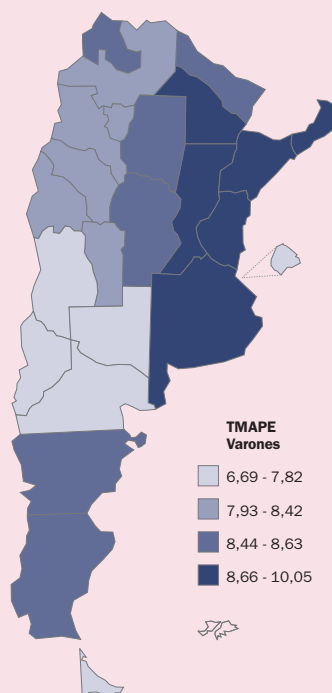 TMAPE
Varones
6,69 - 7,82
7,93 - 8,42
8,44 - 8,63
8,66 - 10,05